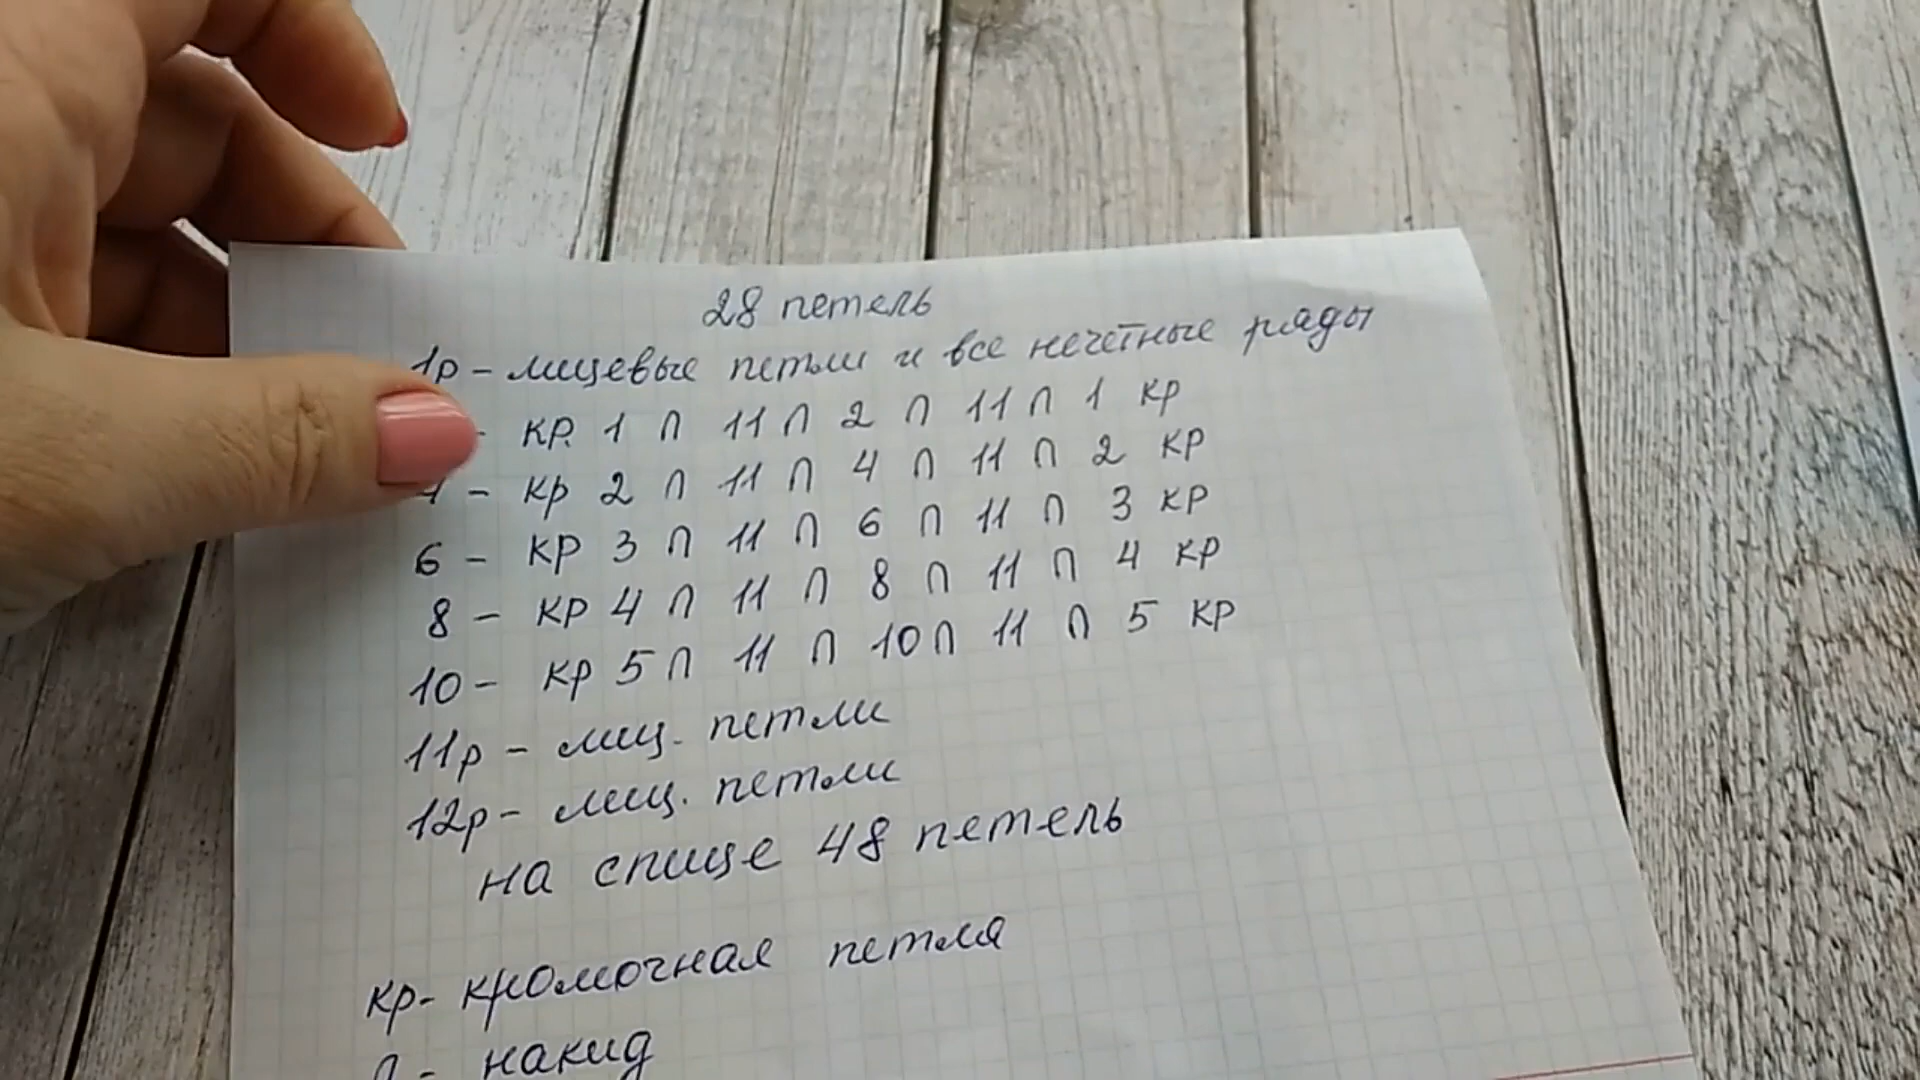 28 петель
1р - лицевые петли и все нечётные ряды
- кр. 1 ∩ 11 ∩ 2 ∩ 11 ∩ 1 кр
4 - кр 2 ∩ 11 ∩ 4 ∩ 11 ∩ 2 кр
6 - кр 3 ∩ 11 ∩ 6 ∩ 11 ∩ 3 кр
8 - кр 4 ∩ 11 ∩ 8 ∩ 11 ∩ 4 кр
10 - кр 5 ∩ 11 ∩ 10 ∩ 11 ∩ 5 кр
11р - лиц. петли
12р - лиц. петли
на спице 48 петель
кр - кромочная петля
∩ - накид